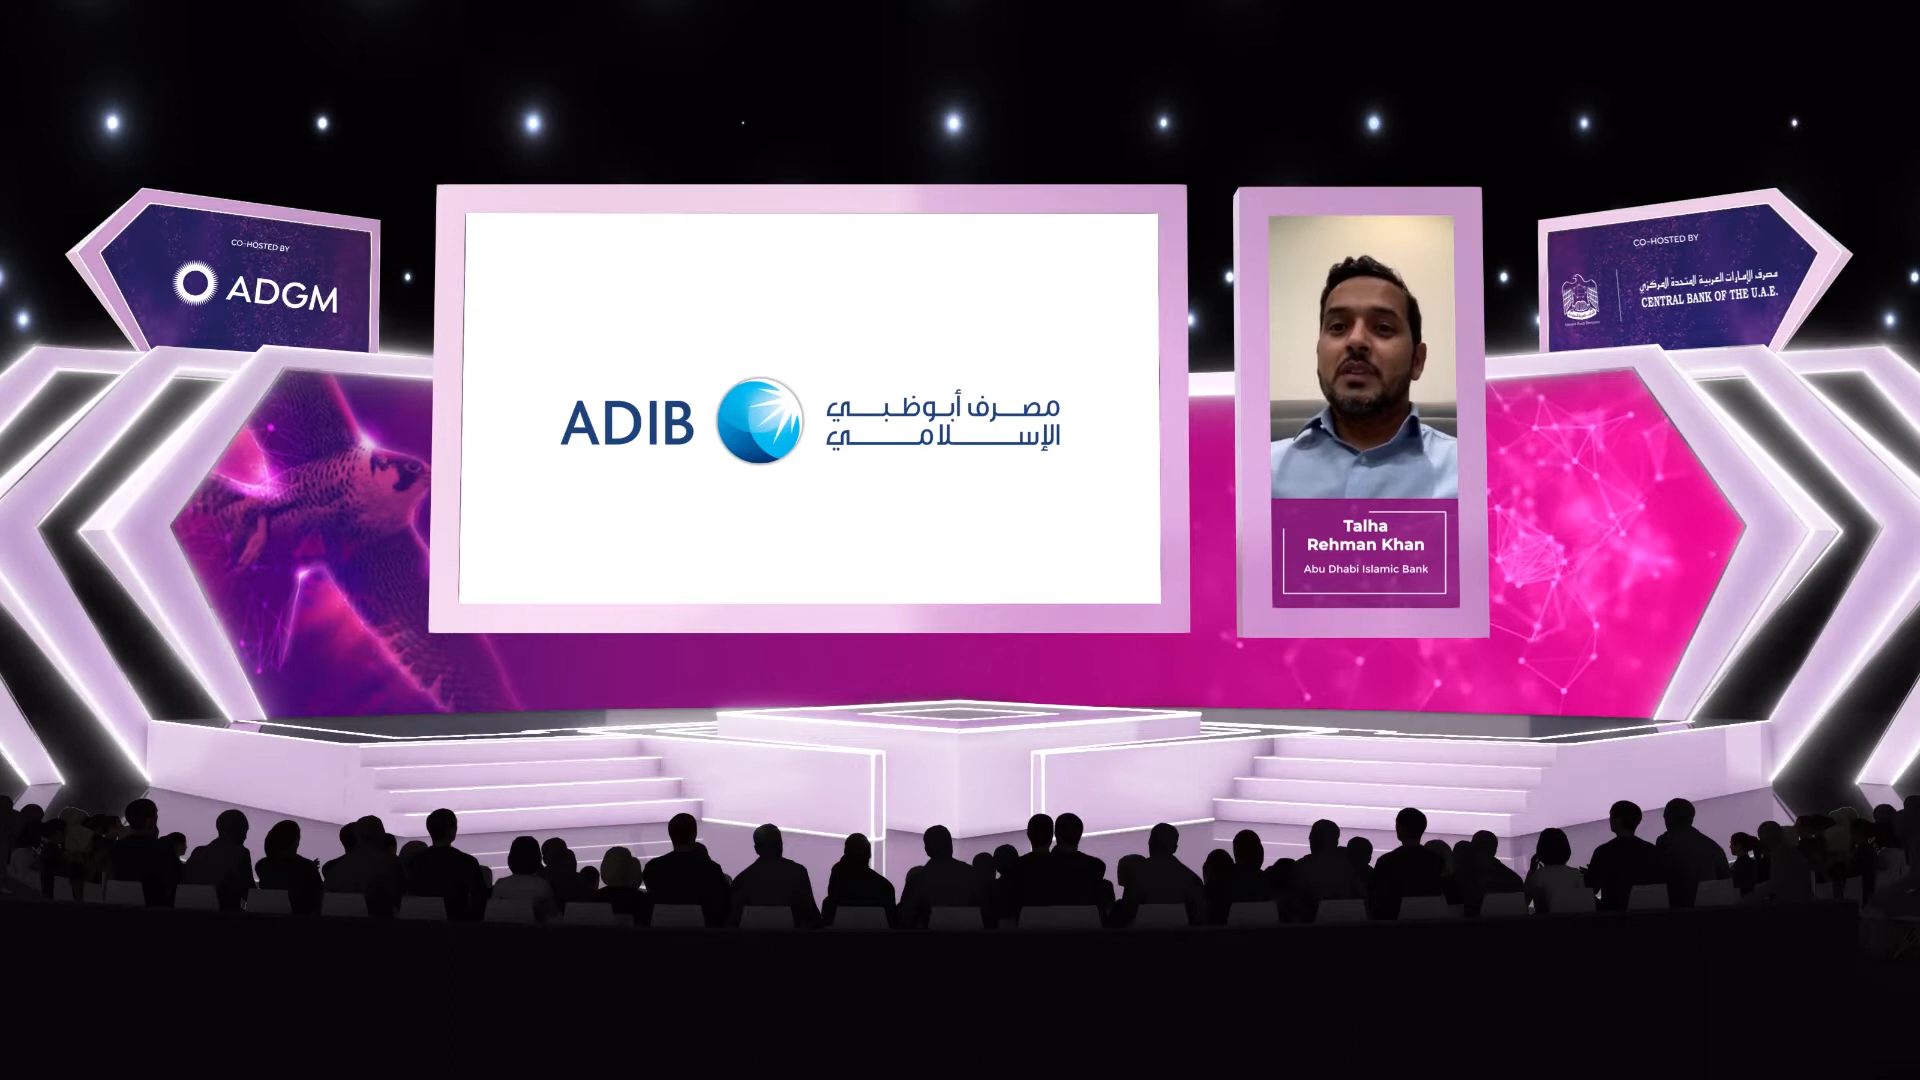 CO-HOSTED BY
ADGM
ADIB
مصرف أبوظبي
الإسلامي
Talha
Rehman Khan
Abu Dhabi Islamic Bank
CO-HOSTED BY
مصرف الإمارات العربية المتحدة المركزي
CENTRAL BANK OF THE U.A.E.